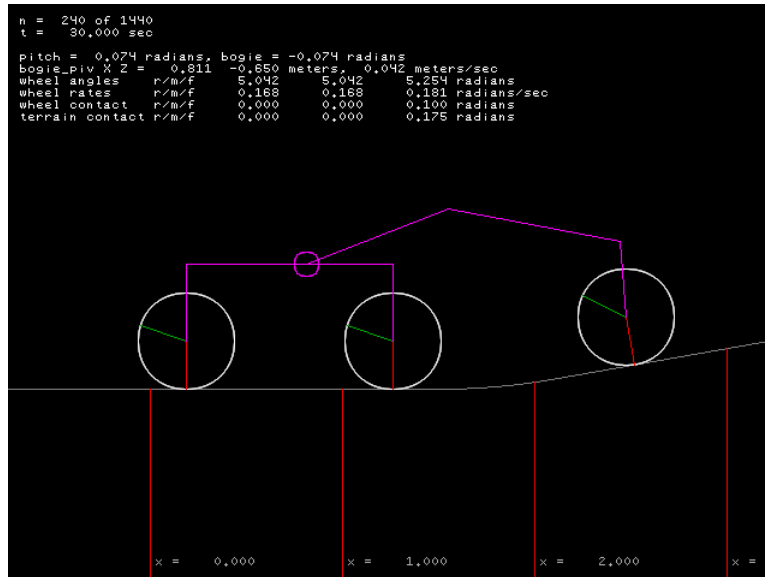 n = 240 of 1440
t = 30.000 sec
pitch = 0.074 radians, bogie = -0.074 radians
bogie_piv X Z = 0.811 -0.650 meters, 0.042 meters/sec
wheel angles r/m/f 5.042 5.042 5.254 radians
wheel rates r/m/f 0.168 0.168 0.181 radians/sec
wheel contact r/m/f 0.000 0.000 0.100 radians
terrain contact r/m/f 0.000 0.000 0.175 radians
x = 0.000 x = 1.000 x = 2.000 x =